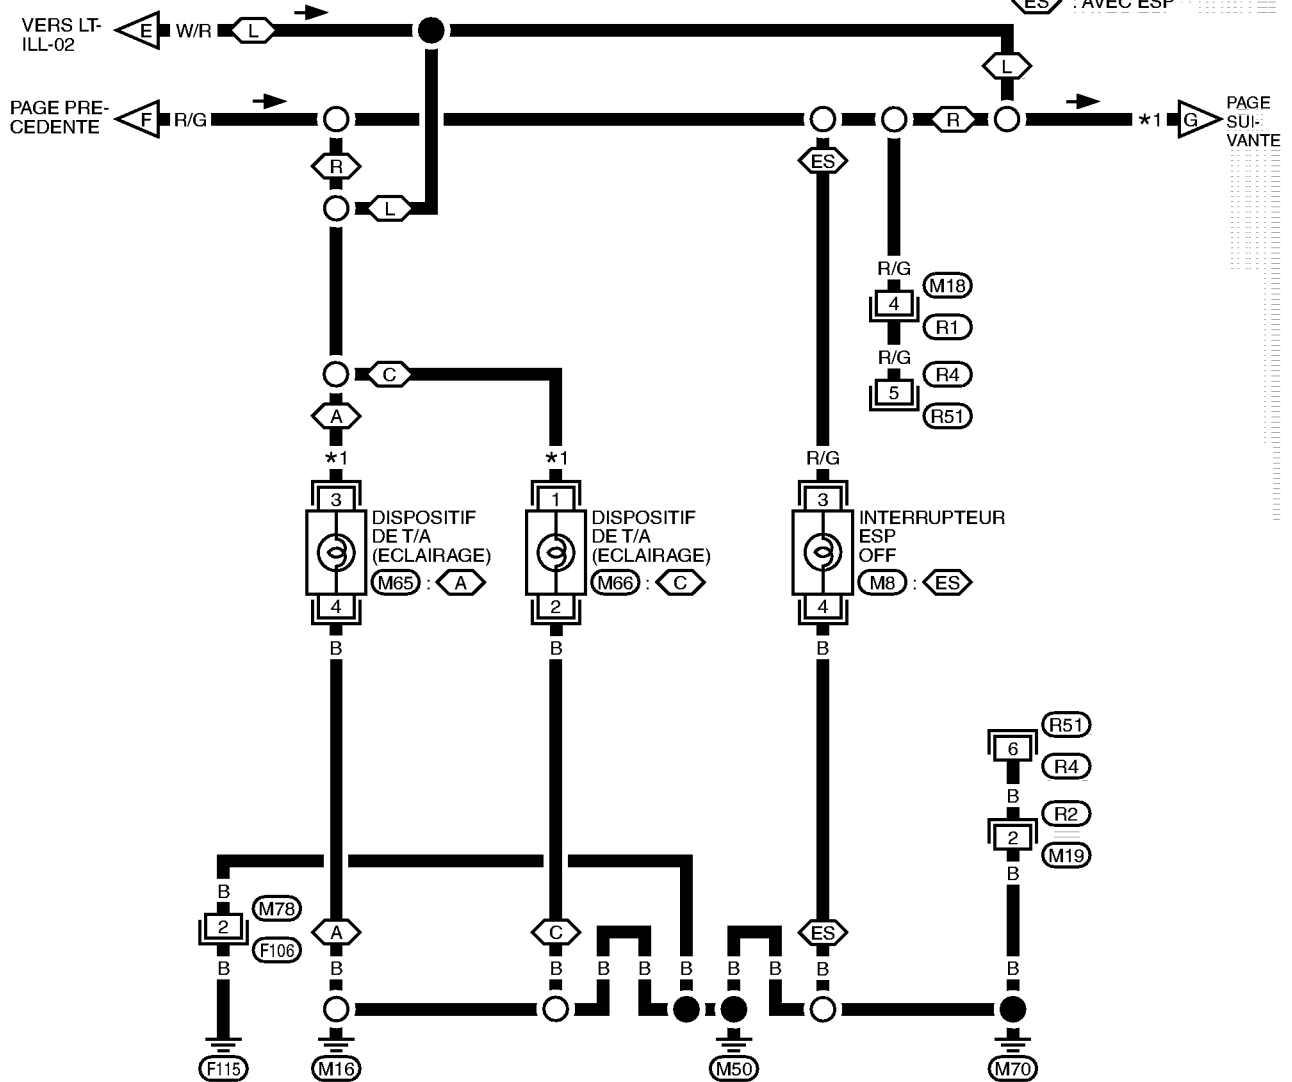 ES : AVEC ESP
VERS LT-
ILL-02
E W/R L
L
PAGE PRE-
CEDENTE
F R/G
R *1 G
PAGE
SUI-
VANTE
R
ES
L
R/G
M18
4
R1
R/G
R4
5
R51
C
A
*1
*1
R/G
3
1
3
DISPOSITIF
DE T/A
(ECLAIRAGE)
M65 : A
DISPOSITIF
DE T/A
(ECLAIRAGE)
M66 : C
INTERRUPTEUR
ESP
OFF
M8 : ES
4
2
4
B
B
B
R51
6
R4
B
R2
2
M19
B
B
M78
2
F106
A
C
ES
B
B
B
B
B
B
B
B
B
B
F115
M16
M50
M70